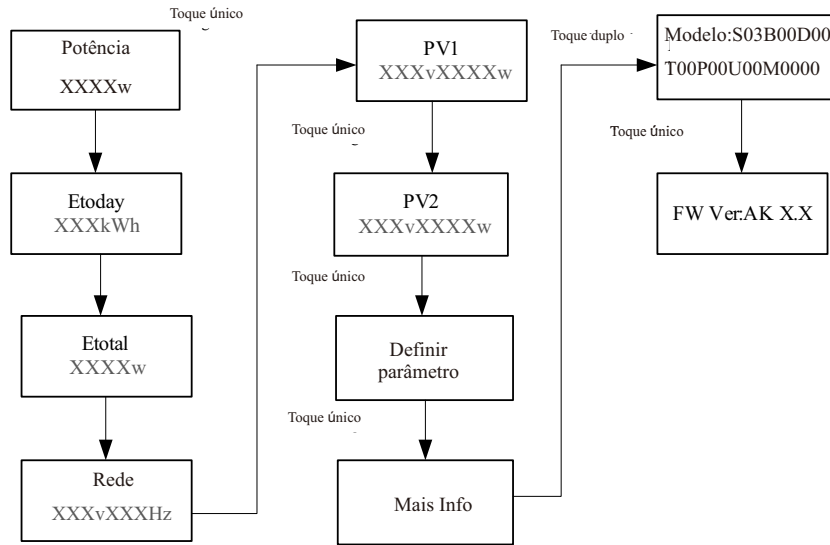 Toque único
Potência
XXXXw
Etoday
XXXkWh
Etotal
XXXXw
Rede
XXXvXXXHz
PV1
XXXvXXXXw
Toque único
PV2
XXXvXXXXw
Toque único
Definir
parâmetro
Toque único
Mais Info
Toque duplo
Modelo:S03B00D00
T00P00U00M0000
Toque único
FW Ver:AK X.X